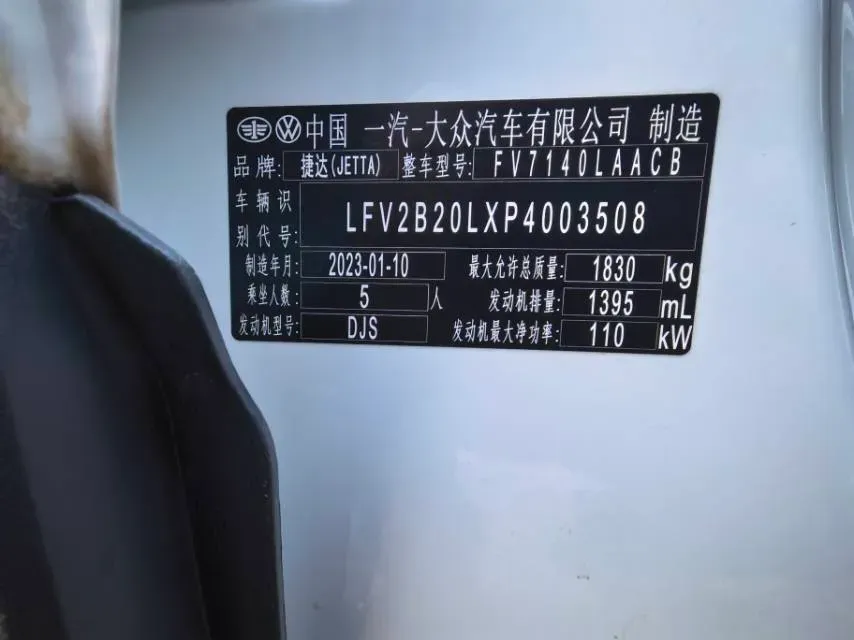 中国 一汽-大众汽车有限公司 制造
品牌: 捷达(JETTA) 整车型号: FV7140LAACB
车辆识别代号: LFV2B20LXP4003508
制造年月: 2023-01-10 最大允许总质量: 1830 kg
乘坐人数: 5 人 发动机排量: 1395 mL
发动机型号: DJS 发动机最大净功率: 110 kW